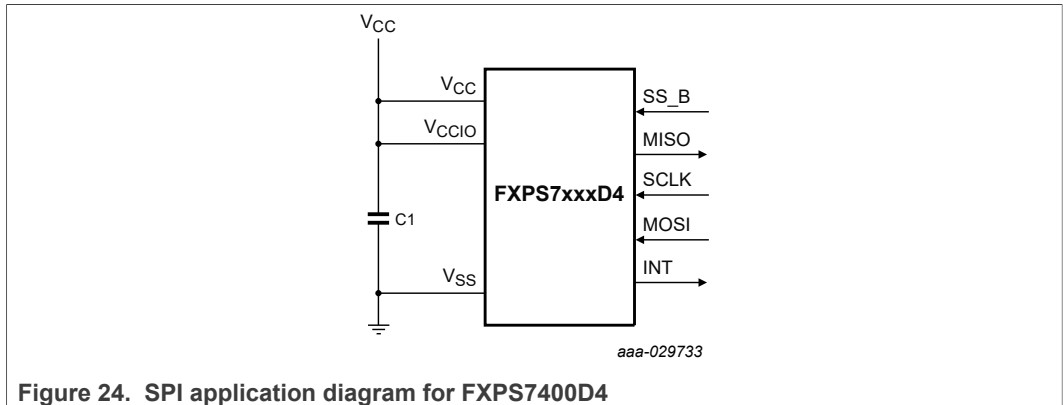 VCC
VCC
VCCIO
C1
VSS
FXPS7xxxD4
SS_B
MISO
SCLK
MOSI
INT
aaa-029733
Figure 24. SPI application diagram for FXPS7400D4